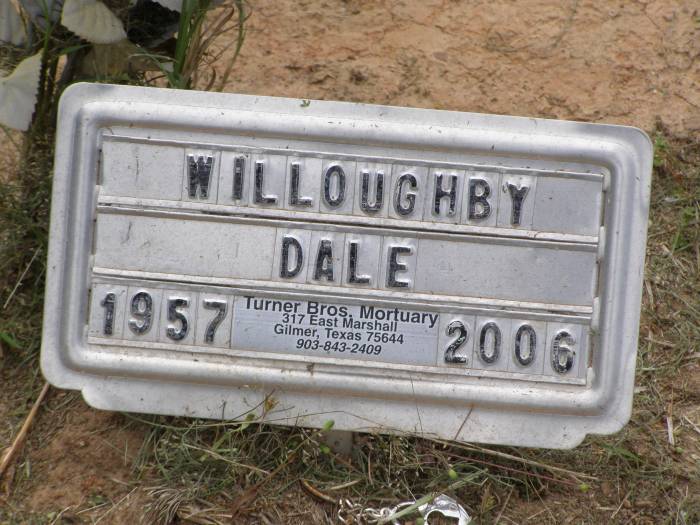 WILLOUGHBY
DALE
1957
Turner Bros. Mortuary
317 East Marshall
Gilmer, Texas 75644
903-843-2409
2006